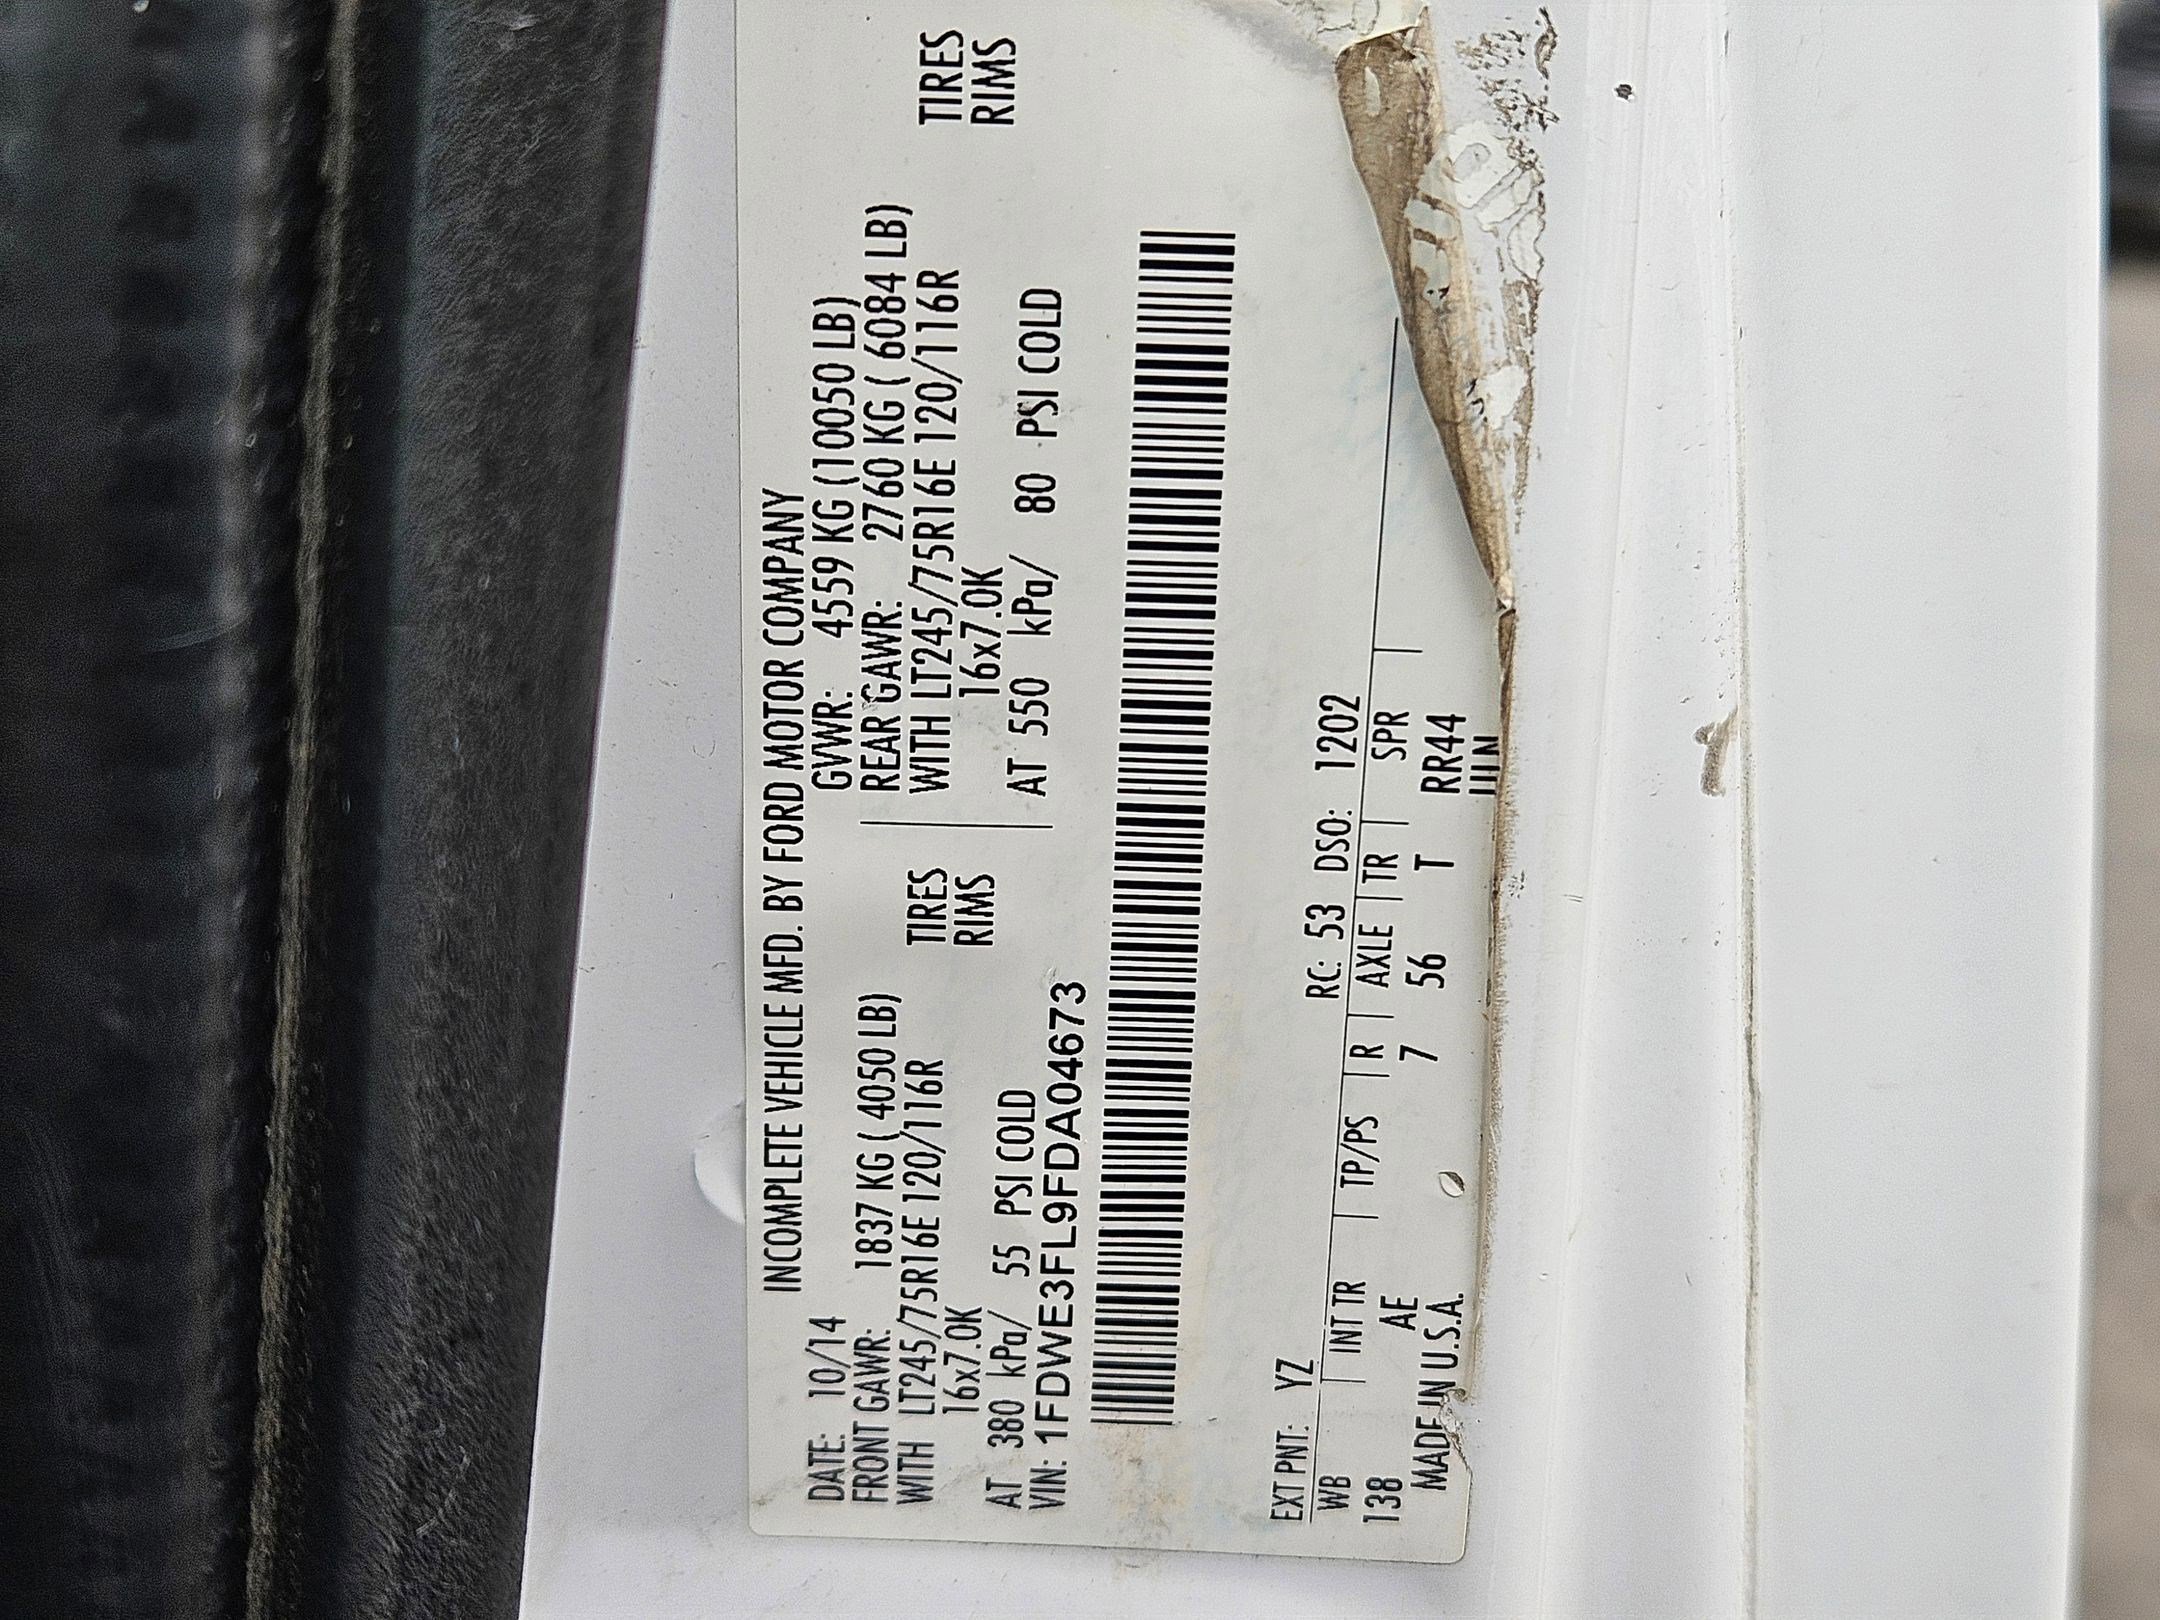 INCOMPLETE VEHICLE MFD. BY FORD MOTOR COMPANY
DATE: 10/14 GVWR: 4559 KG (10050 LB)
FRONT GAWR: 1837 KG ( 4050 LB) REAR GAWR: 2760 KG ( 6084 LB)
WITH LT245/75R16E 120/116R TIRES WITH LT245/75R16E 120/116R TIRES
16x7.0K RIMS 16x7.0K RIMS
AT 380 kPa/ 55 PSI COLD AT 550 kPa/ 80 PSI COLD
VIN: 1FDWE3FL9FDA04673
EXT PNT: YZ RC: 53 DSO: 1202
WB INT TR TP/PS R AXLE TR SPR
138 AE 7 56 T RR44
MADE IN U.S.A.